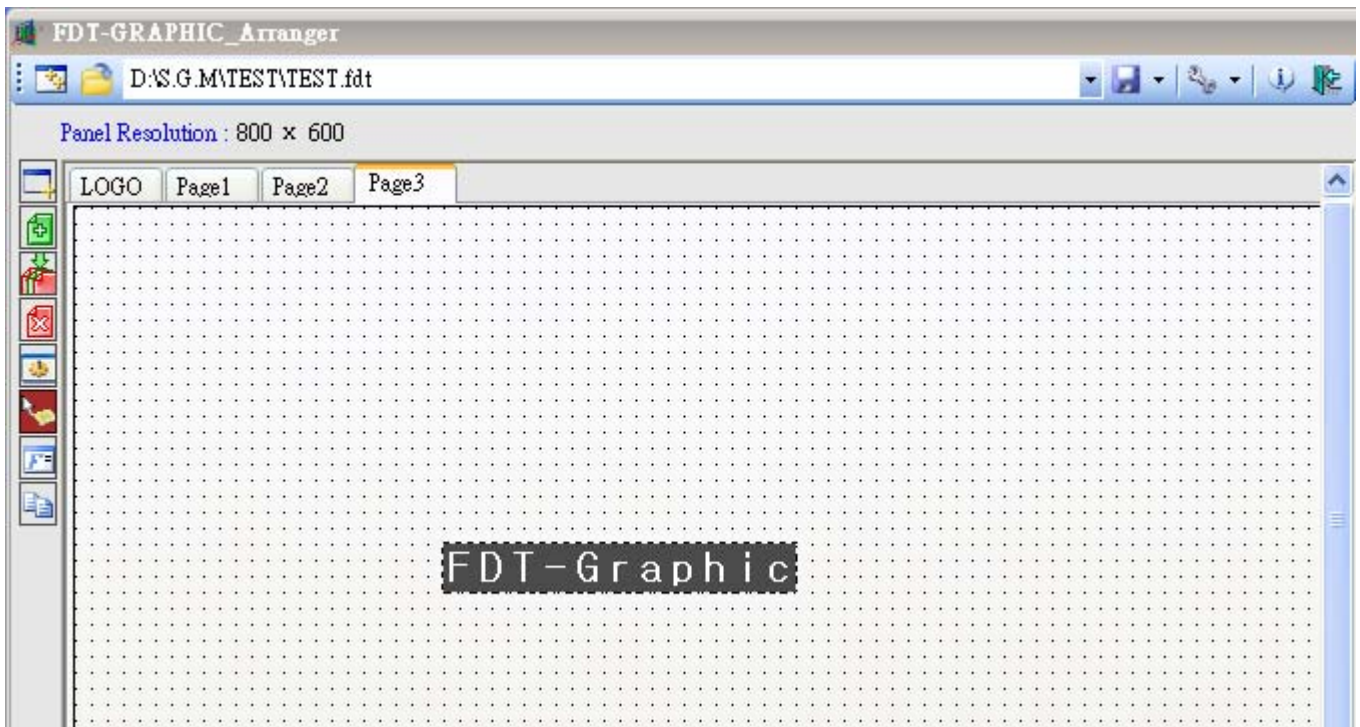 FDT-GRAPHIC_Arranger
D:\S.G.M\TEST\TEST.fdt
Panel Resolution : 800 x 600
LOGO Page1 Page2 Page3
FDT-Graphic